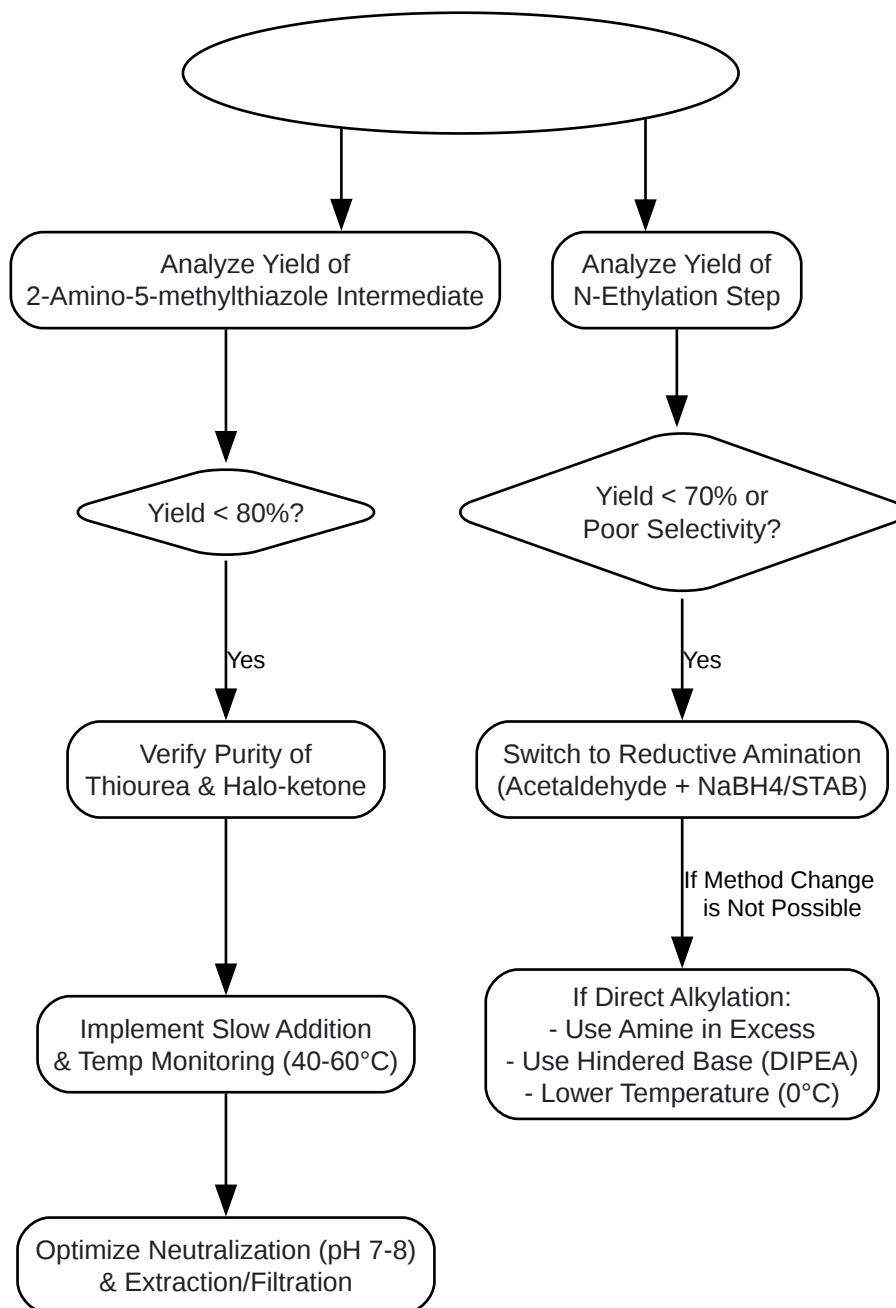 Analyze Yield of
2-Amino-5-methylthiazole Intermediate
Analyze Yield of
N-Ethylation Step
Yield < 80%?
Yield < 70% or
Poor Selectivity?
Yes
Yes
Verify Purity of
Thiourea & Halo-ketone
Switch to Reductive Amination
(Acetaldehyde + NaBH4/STAB)
If Method Change
is Not Possible
Implement Slow Addition
& Temp Monitoring (40-60°C)
If Direct Alkylation:
- Use Amine in Excess
- Use Hindered Base (DIPEA)
- Lower Temperature (0°C)
Optimize Neutralization (pH 7-8)
& Extraction/Filtration